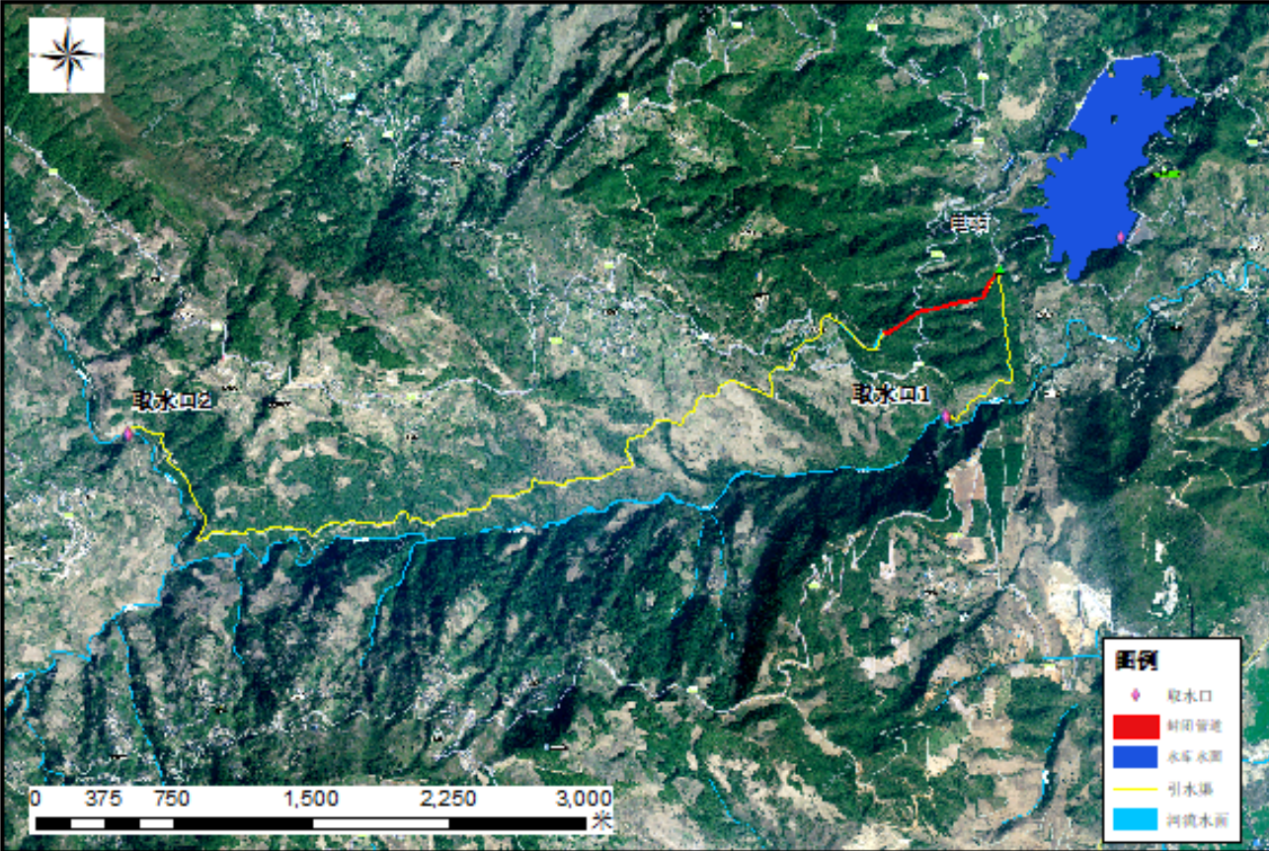 电站
取水口2
取水口1
图例
取水口
封闭管道
水库水面
引水渠
河流水面
0 375 750 1,500 2,250 3,000
米